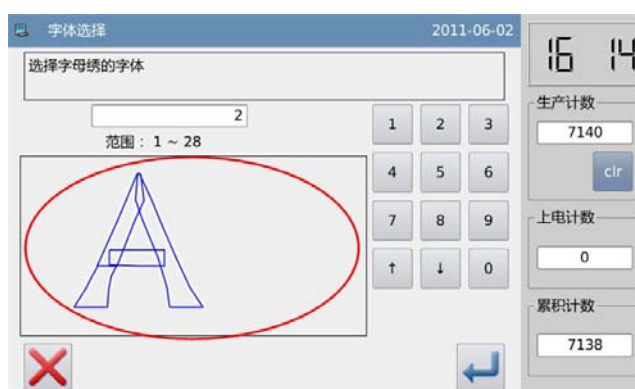 字体选择 2011-06-02
选择字母绣的字体
2
范围：1 ~ 28
1 2 3
4 5 6
7 8 9
↑ ↓ 0
A
16 14
生产计数
7140
clr
上电计数
0
累积计数
7138